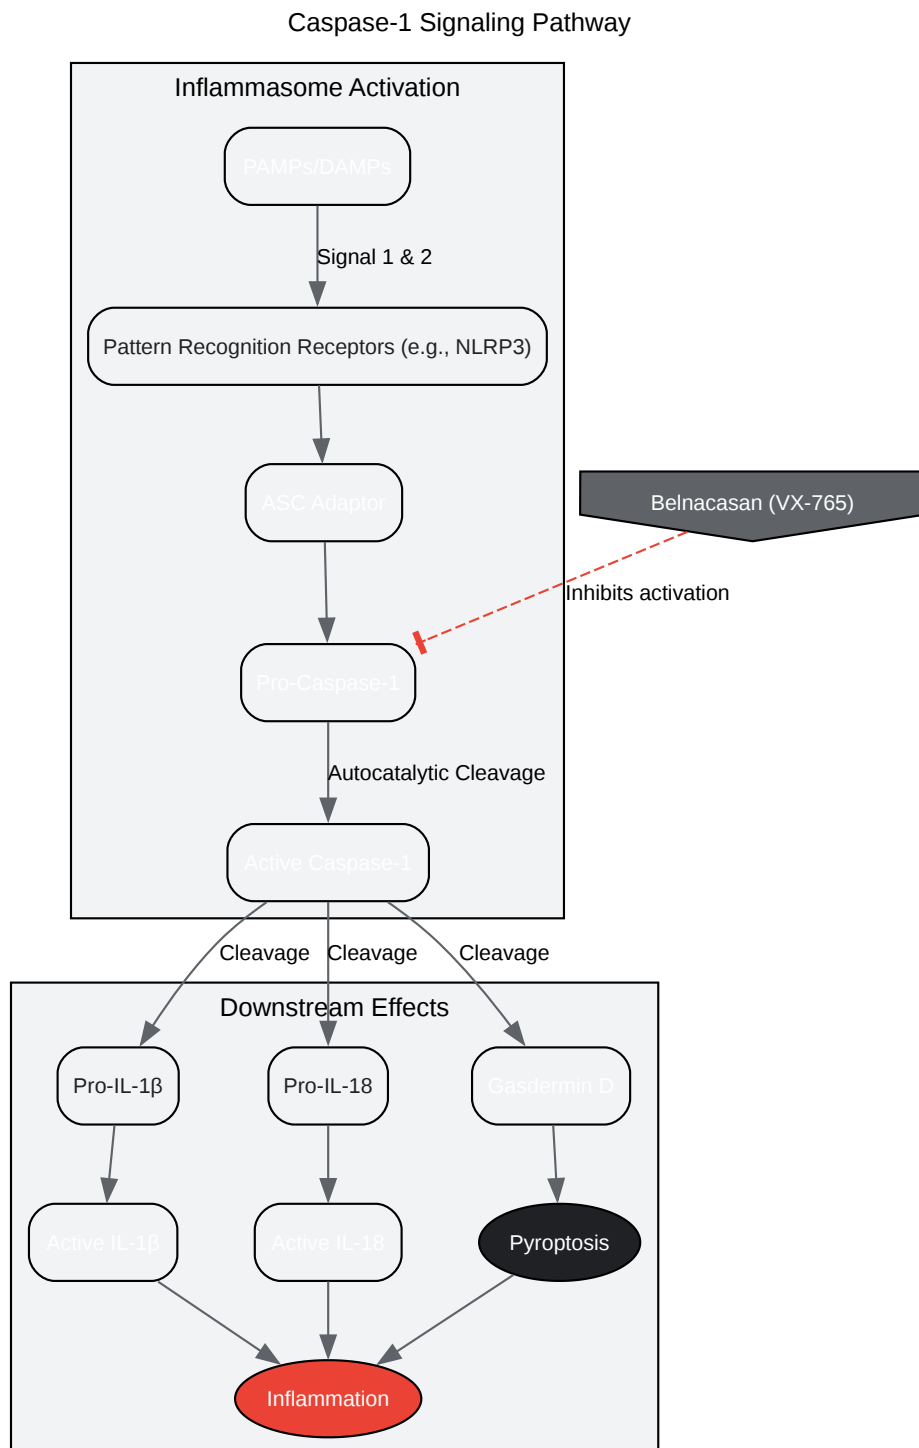 Caspase-1 Signaling Pathway
Inflammasome Activation
PAMPs/DAMPs
Signal 1 & 2
Pattern Recognition Receptors (e.g., NLRP3)
ASC Adaptor
Belnacasan (VX-765)
Inhibits activation
Pro-Caspase-1
Autocatalytic Cleavage
Active Caspase-1
Cleavage
Cleavage
Cleavage
Downstream Effects
Pro-IL-1β
Pro-IL-18
Gasdermin D
Active IL-1β
Active IL-18
Pyroptosis
Inflammation